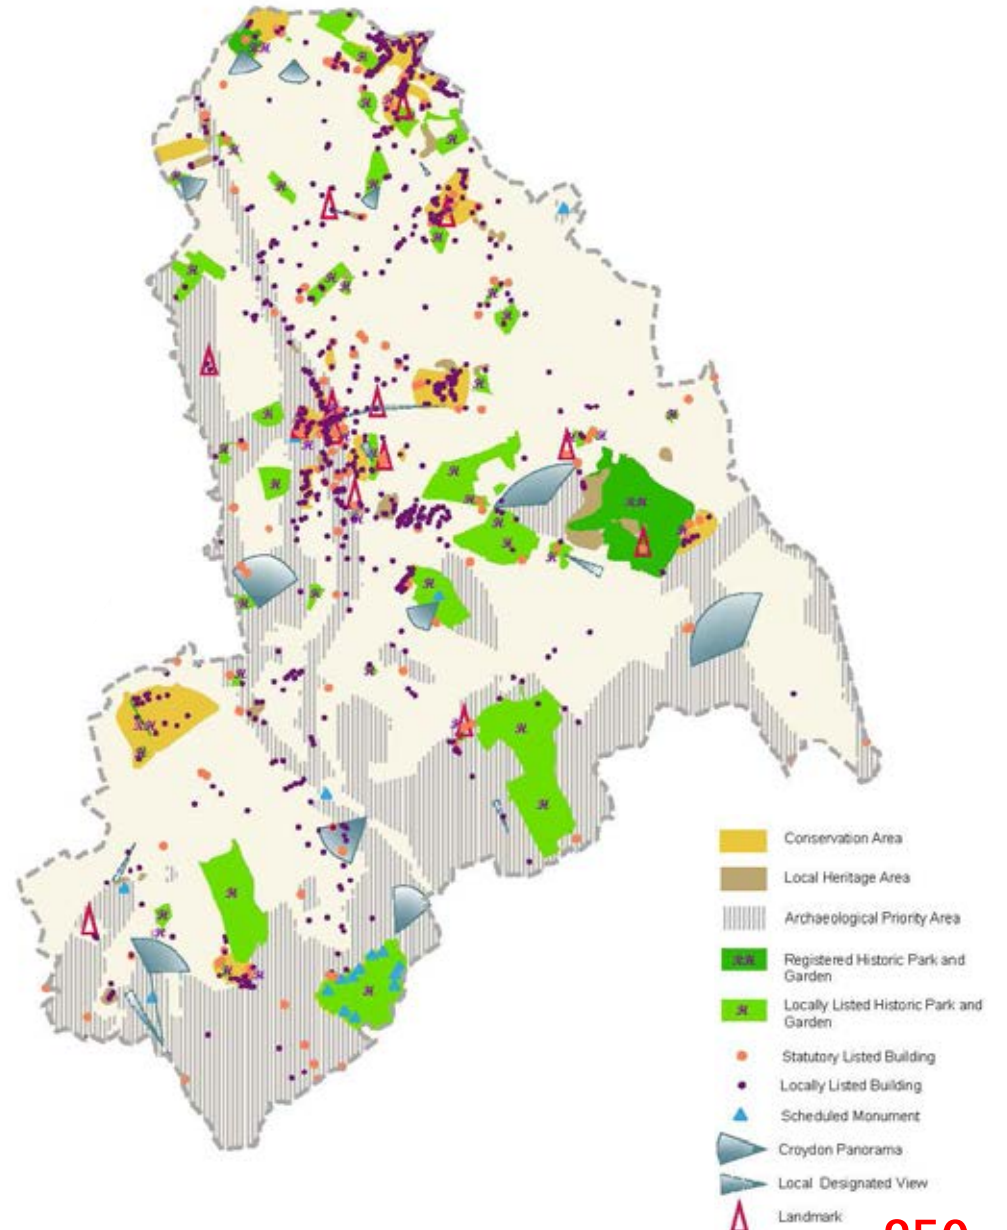 Conservation Area
Local Heritage Area
Archaeological Priority Area
Registered Historic Park and
Garden
Locally Listed Historic Park and
Garden
Statutory Listed Building
Locally Listed Building
Scheduled Monument
Croydon Panorama
Local Designated View
Landmark